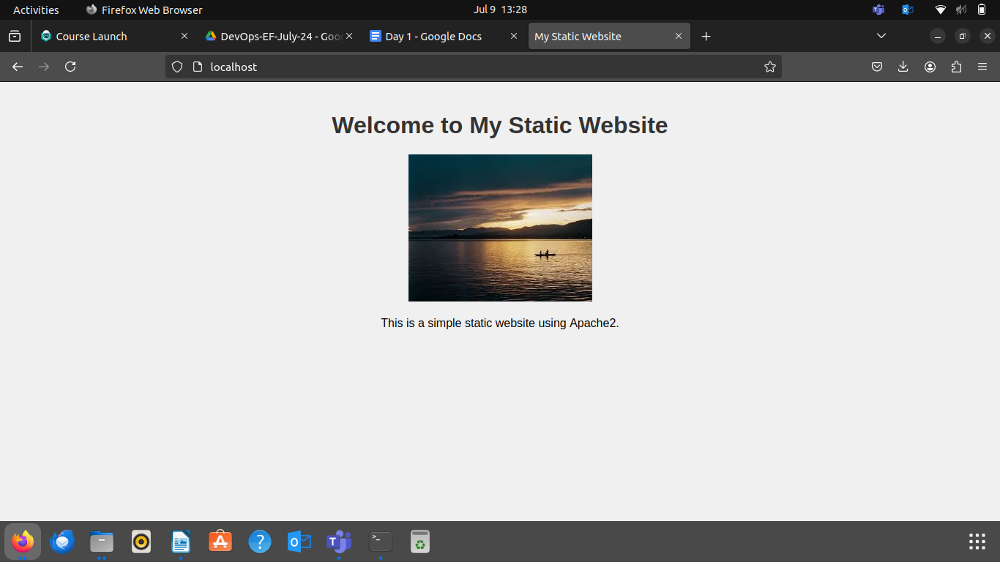 Activities
Firefox Web Browser
Jul 9 13:28
Course Launch
DevOps-EF-July-24 - Goo
Day 1 - Google Docs
My Static Website
localhost
Welcome to My Static Website
This is a simple static website using Apache2.